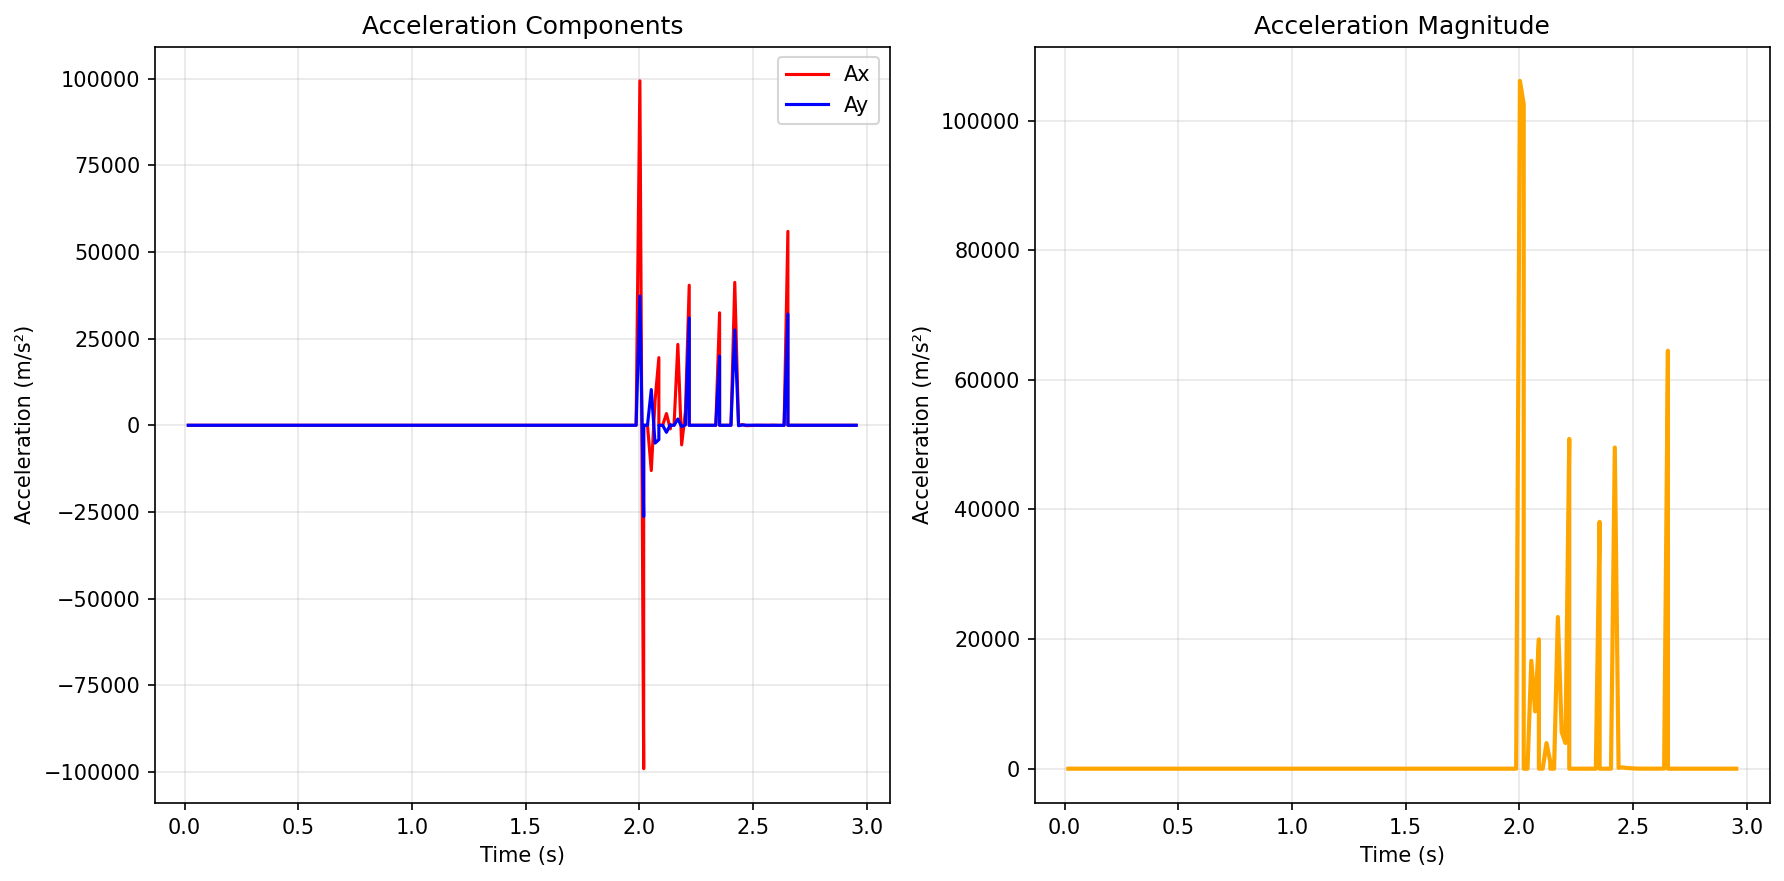 Acceleration Components
Acceleration (m/s²)
100000
75000
50000
25000
0
−25000
−50000
−75000
−100000
Ax
Ay
0.0 0.5 1.0 1.5 2.0 2.5 3.0
Time (s)
Acceleration Magnitude
Acceleration (m/s²)
100000
80000
60000
40000
20000
0
0.0 0.5 1.0 1.5 2.0 2.5 3.0
Time (s)